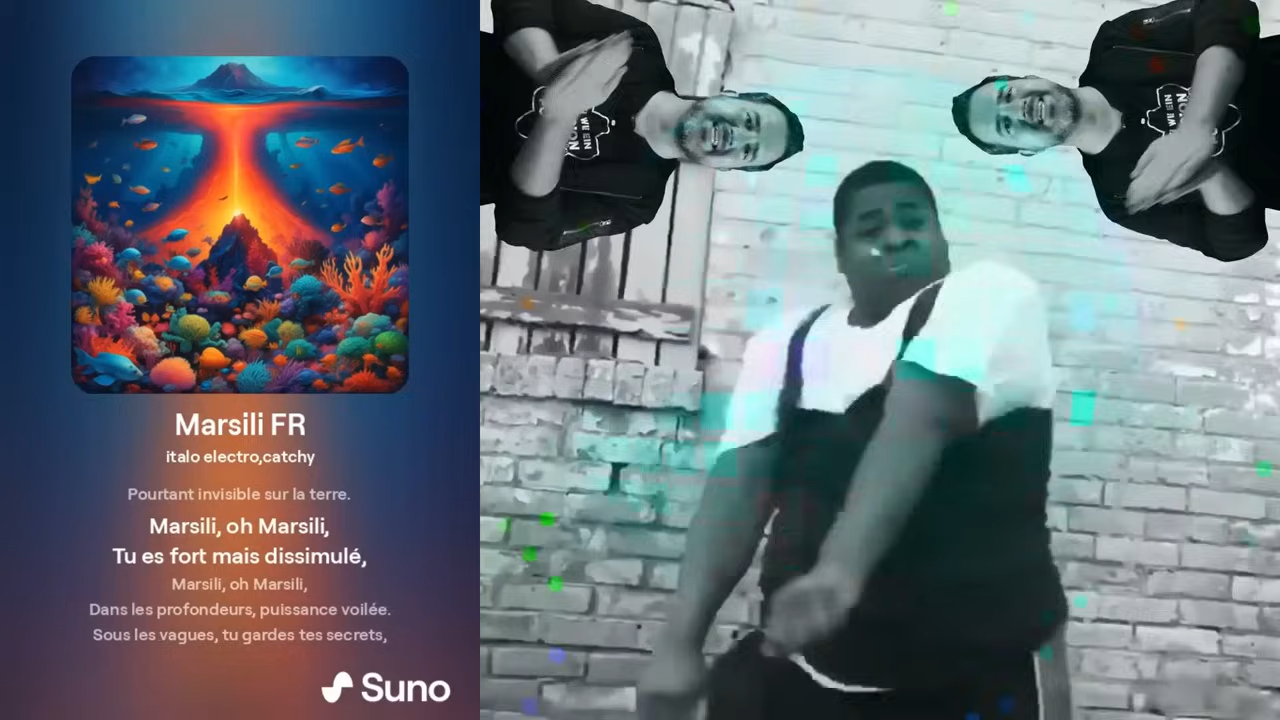 Marsili FR
italo electro,catchy
Pourtant invisible sur la terre.
Marsili, oh Marsili,
Tu es fort mais dissimulé,
Marsili, oh Marsili,
Dans les profondeurs, puissance voilée.
Sous les vagues, tu gardes tes secrets,
Suno